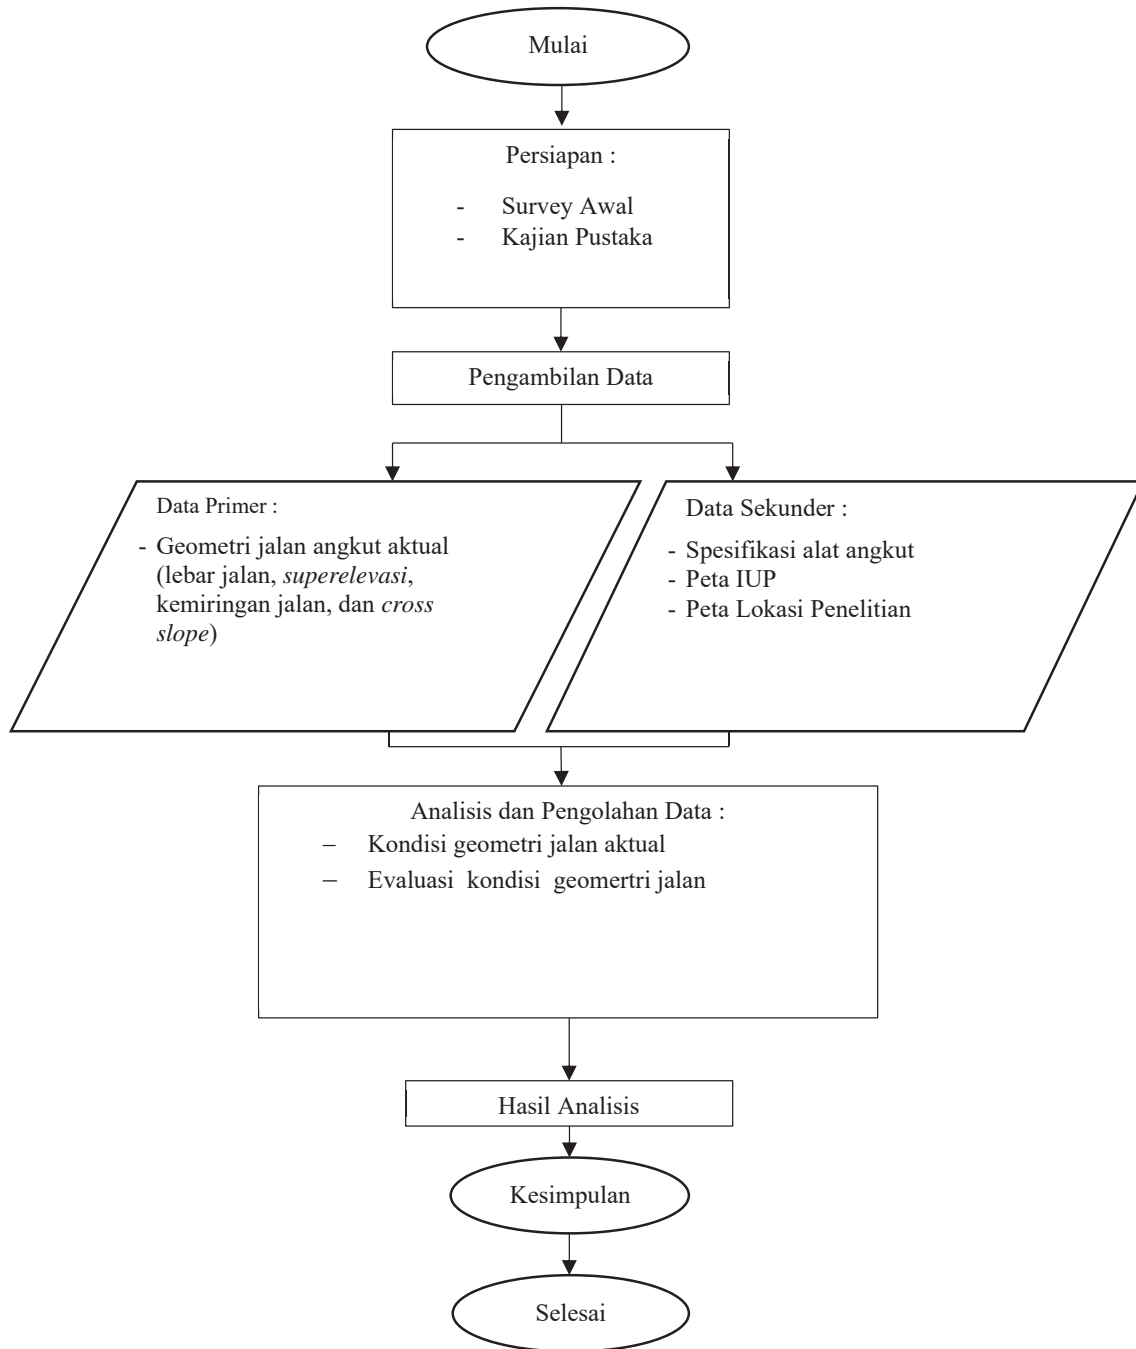 Mulai
Persiapan :
- Survey Awal
- Kajian Pustaka
Pengambilan Data
Data Primer :
- Geometri jalan angkut aktual
(lebar jalan, superelevasi,
kemiringan jalan, dan cross
slope)
Data Sekunder :
- Spesifikasi alat angkut
- Peta IUP
- Peta Lokasi Penelitian
Analisis dan Pengolahan Data :
– Kondisi geometri jalan aktual
– Evaluasi kondisi geomertri jalan
Hasil Analisis
Kesimpulan
Selesai